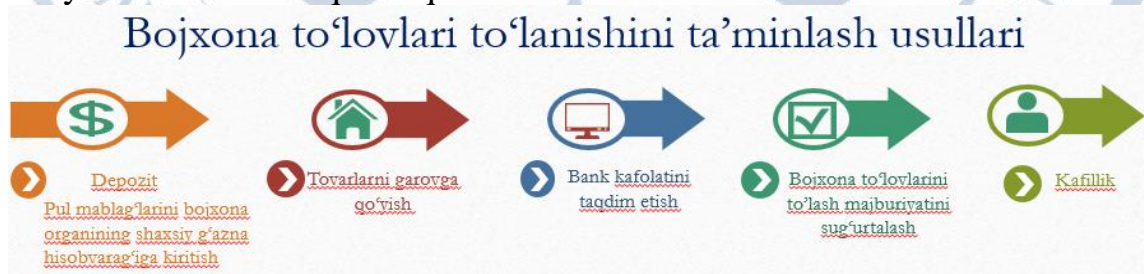 Bojxona to‘lovlari to‘lanishini ta’minlash usullari
Depozit
Pul mablag‘larini bojxona
organining shaxsiy g‘azna
hisobvarag‘iga kiritish
Tovarlarni garovga
qo‘yish
Bank kafolatini
taqdim etish
Bojxona to‘lovlarini
to’lash majburiyatini
sug‘urtalash
Kafillik